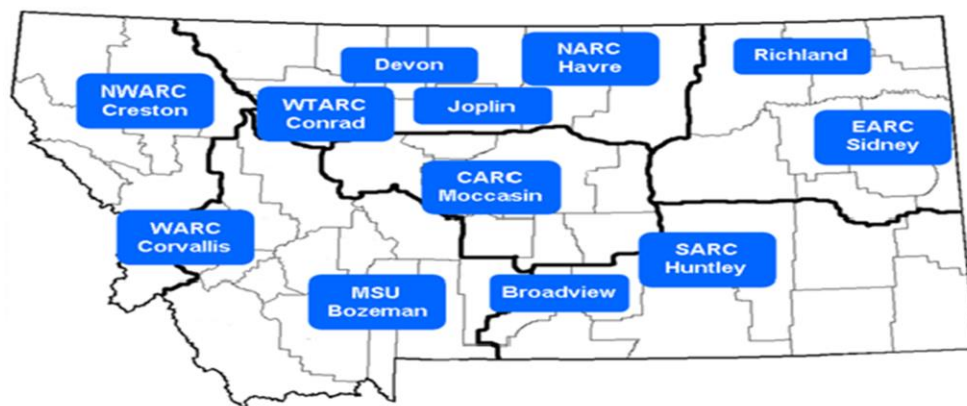 NARC
Havre
Richland
Devon
NWARC
Creston
WTARC
Conrad
Joplin
EARC
Sidney
CARC
Moccasin
WARC
Corvallis
SARC
Huntley
MSU
Bozeman
Broadview